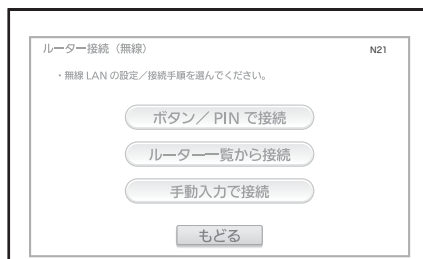 ルーター接続（無線）
N21
・無線 LAN の設定／接続手順を選んでください。
ボタン／ PIN で接続
ルーター一覧から接続
手動入力で接続
もどる